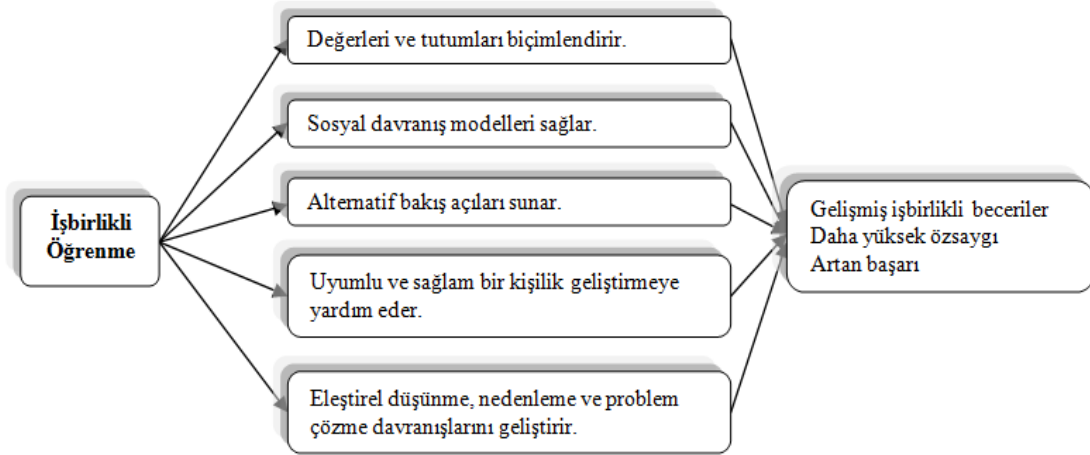 İşbirlikli
Öğrenme
Değerleri ve tutumları biçimlendirir.
Sosyal davranış modelleri sağlar.
Alternatif bakış açıları sunar.
Uyumlu ve sağlam bir kişilik geliştirmeye
yardım eder.
Eleştirel düşünme, nedenleme ve problem
çözme davranışlarını geliştirir.
Gelişmiş işbirlikli beceriler
Daha yüksek özsaygı
Artan başarı